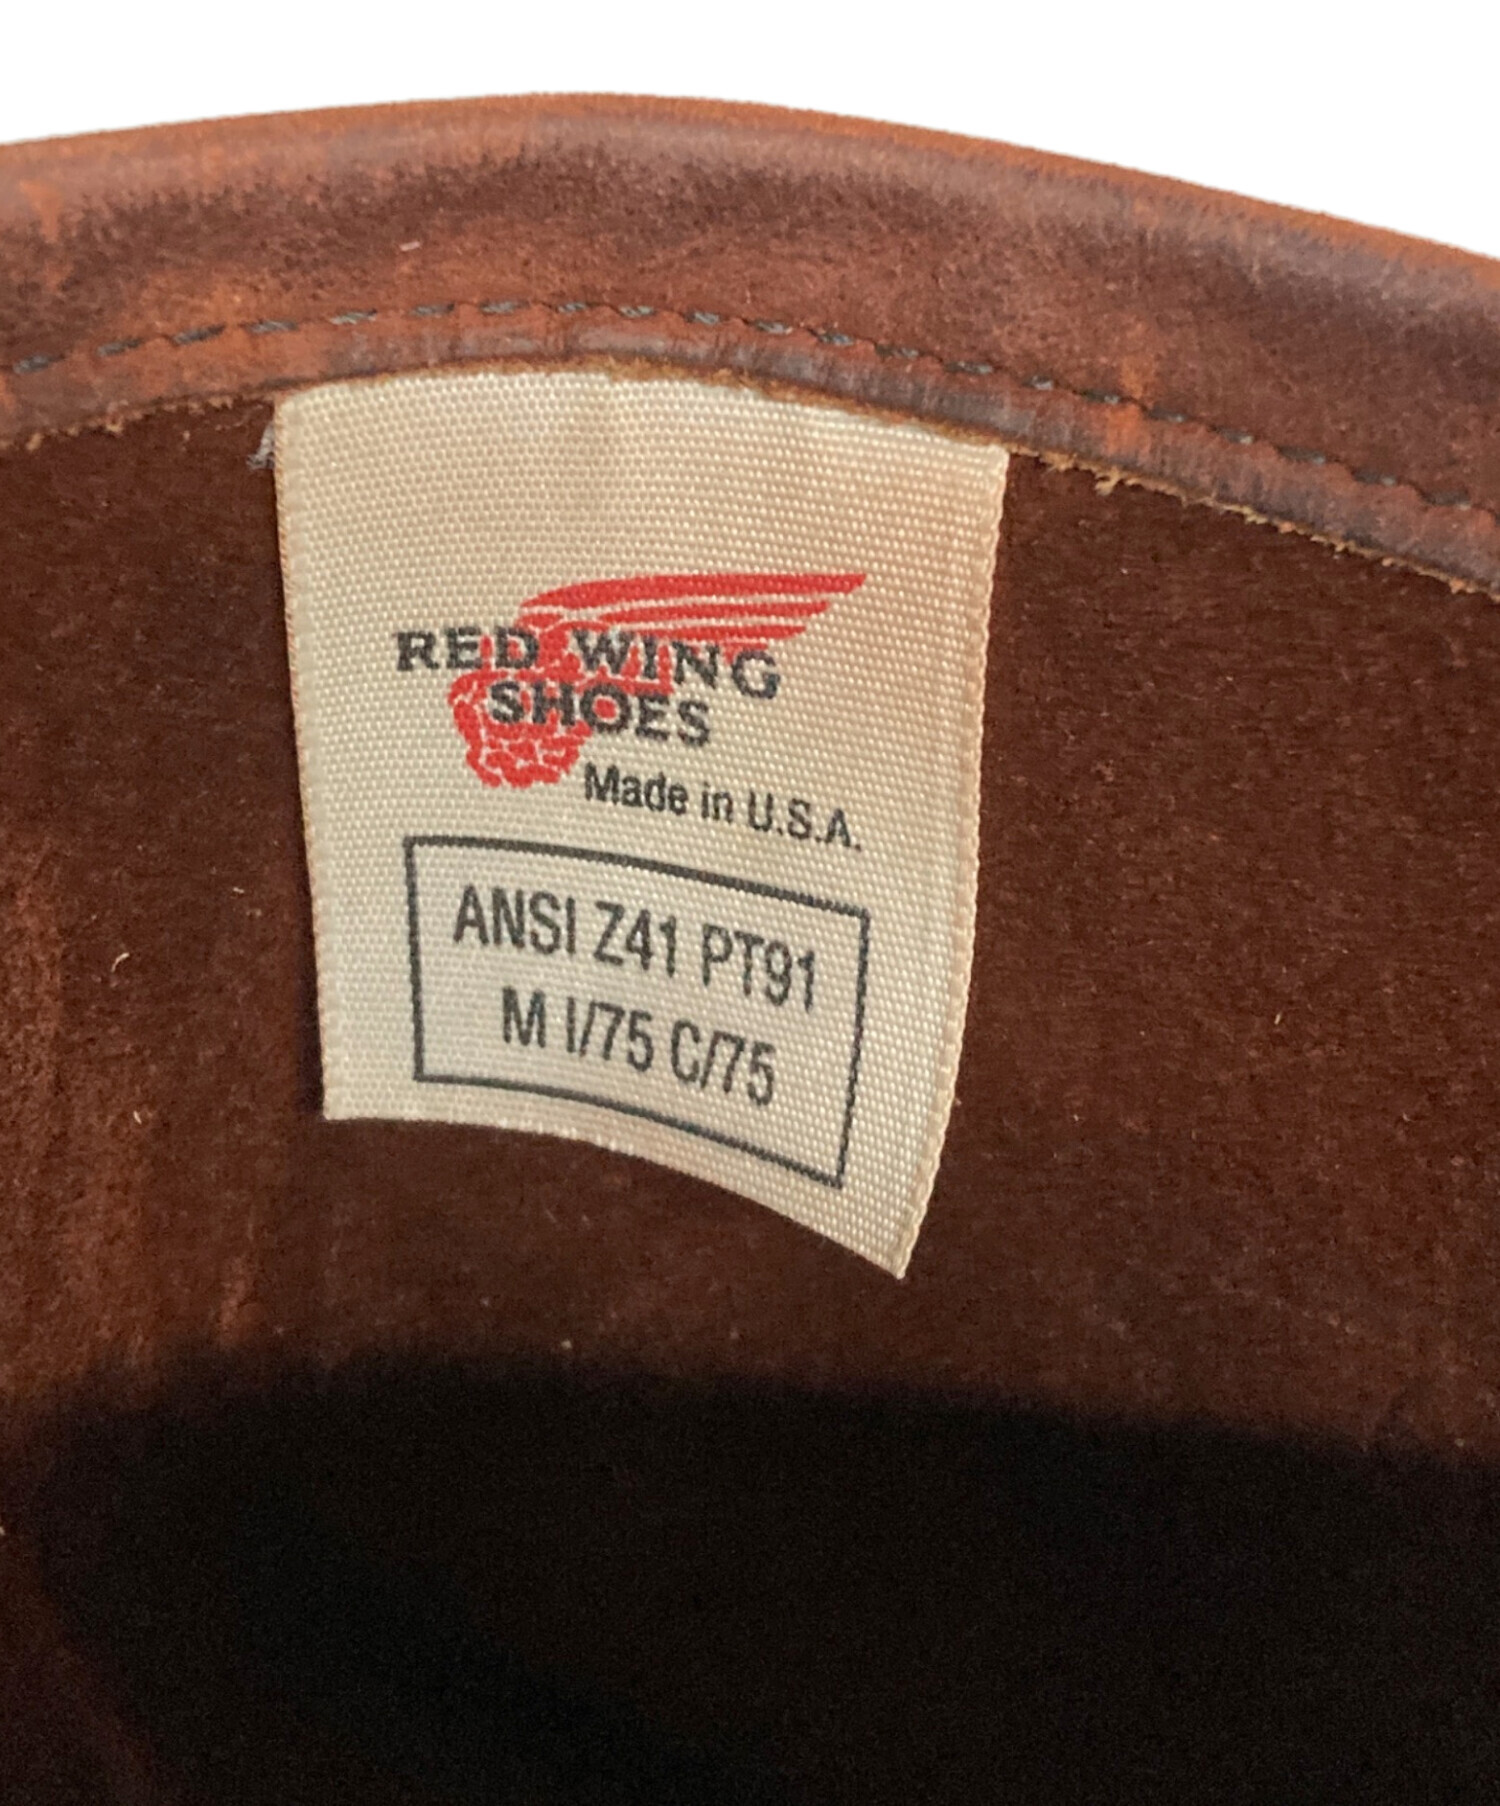 RED WING
SHOES
Made in U.S.A.
ANSI Z41 PT91
M I/75 C/75